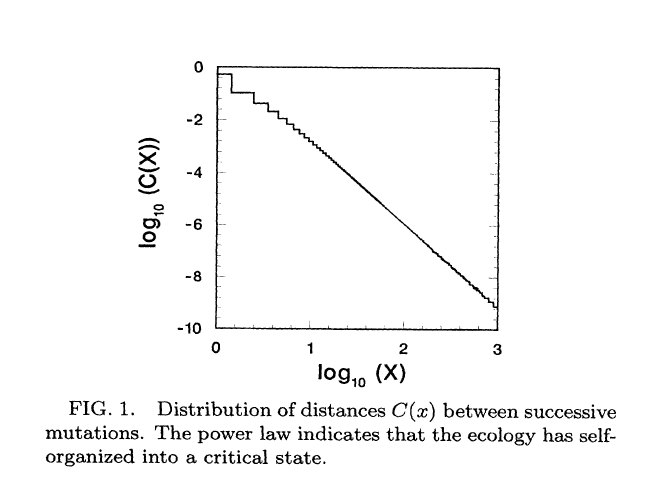 0
-2
-4
-6
-8
-10
log10 (C(X))
0 1 2 3
log10 (X)
FIG. 1. Distribution of distances C(x) between successive
mutations. The power law indicates that the ecology has self-
organized into a critical state.